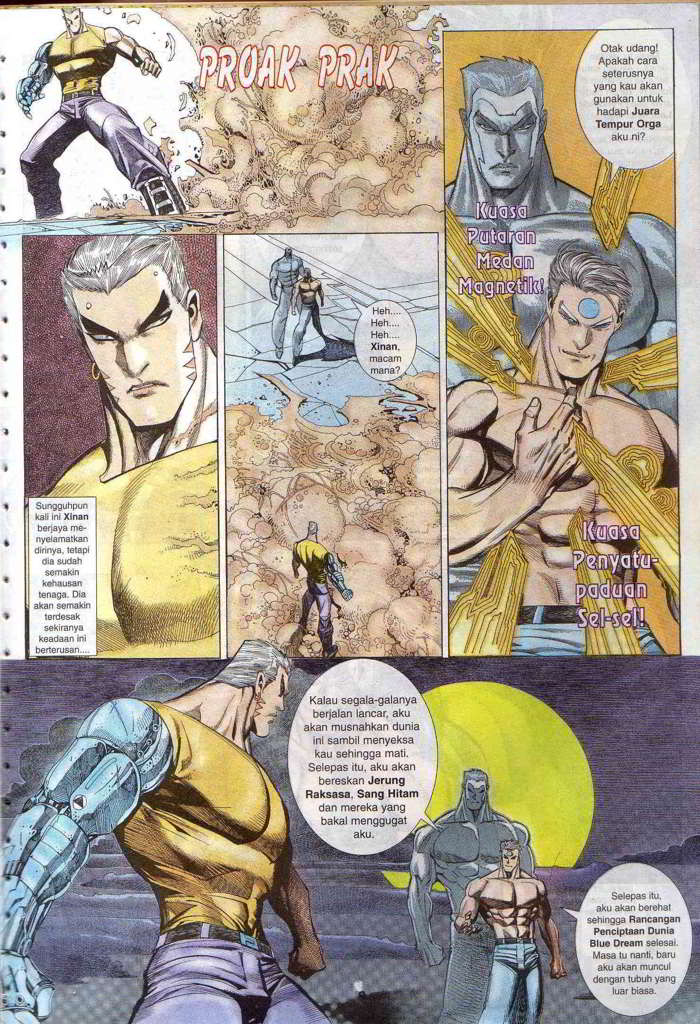 PROAK PRAK
Otak udang!
Apakah cara
seterusnya
yang kau akan
gunakan untuk
hadapi Juara
Tempur Orga
aku ni?
Kuasa
Putaran
Medan
Magnetik!
Kuasa
Penyatu-
paduan
Sel-sel!
Sungguhpun
kali ini Xinan
berjaya me-
nyelamatkan
dirinya, tetapi
dia sudah
semakin
kehausan
tenaga. Dia
akan semakin
terdesak
sekiranya
keadaan ini
berterusan....
Heh....
Heh....
Heh....
Xinan,
macam
mana?
Kalau segala-galanya
berjalan lancar, aku
akan musnahkan dunia
ini sambil menyeksa
kau sehingga mati.
Selepas itu, aku akan
bereskan Jerung
Raksasa, Sang Hitam
dan mereka yang
bakal menggugat
aku.
Selepas itu,
aku akan berehat
sehingga Rancangan
Penciptaan Dunia
Blue Dream selesai.
Masa tu nanti, baru
aku akan muncul
dengan tubuh yang
luar biasa.